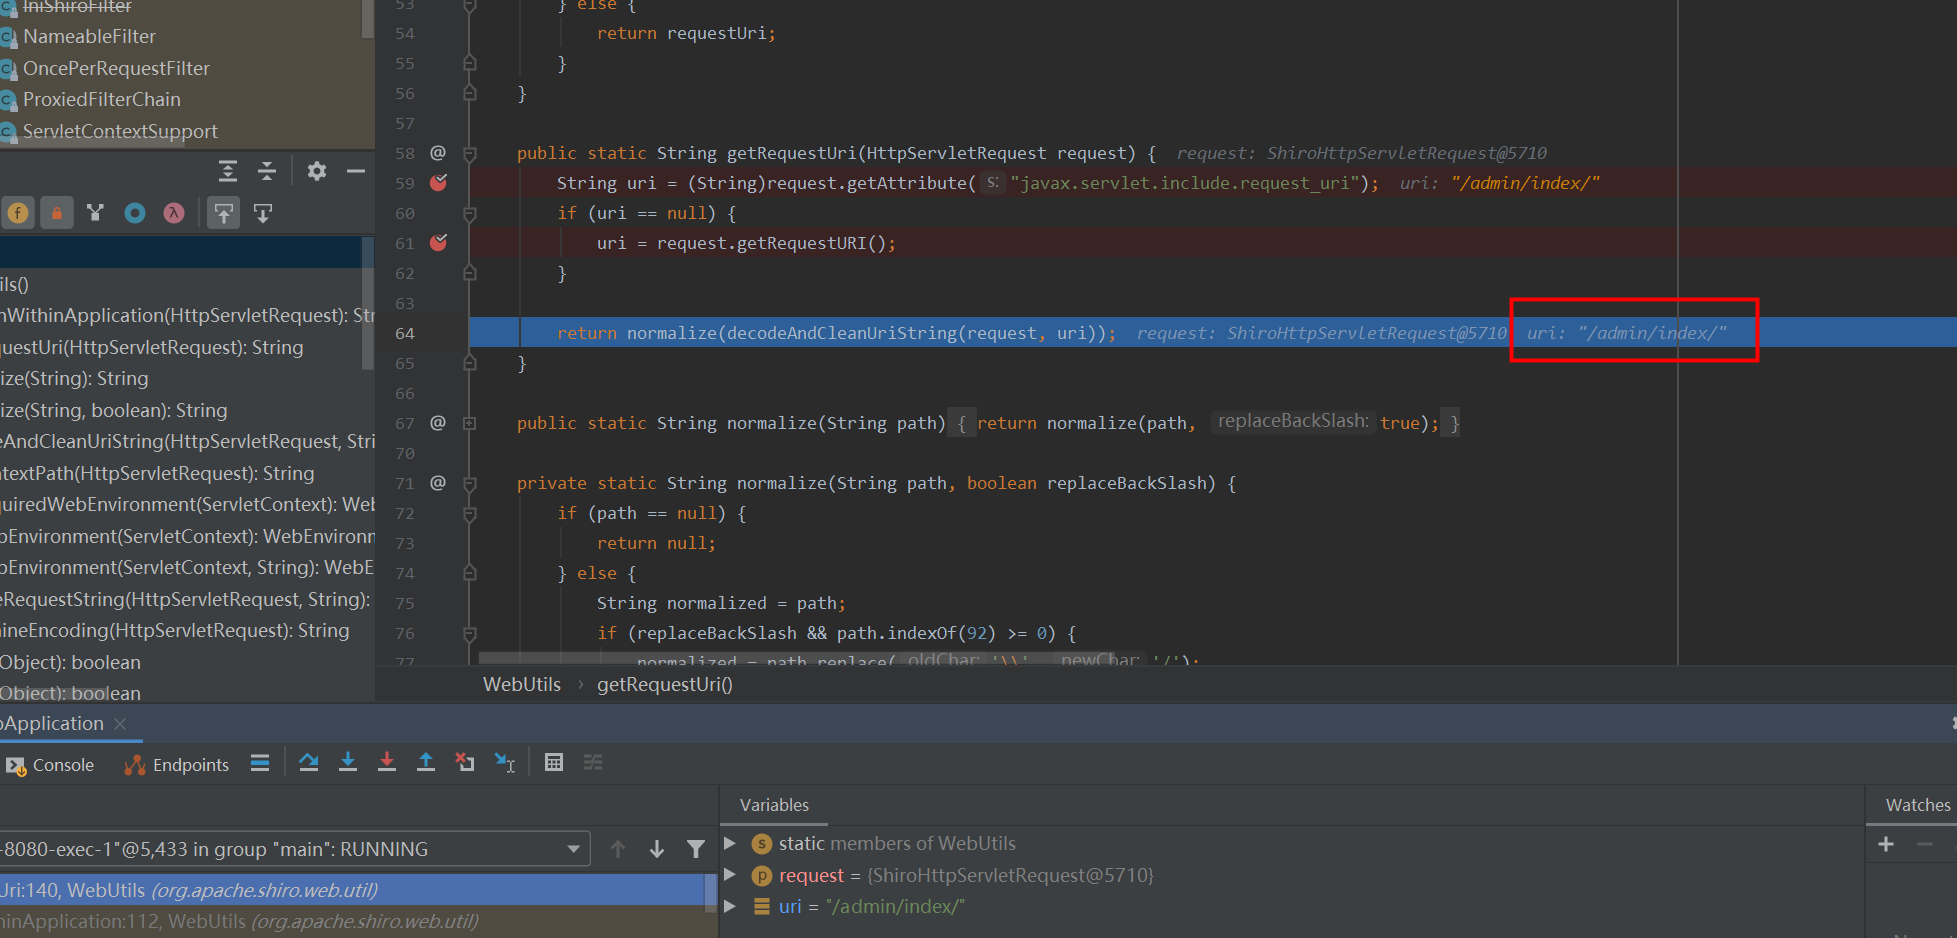 IniShiroFilter
NameableFilter
OncePerRequestFilter
ProxiedFilterChain
ServletContextSupport
ils()
nWithinApplication(HttpServletRequest): Str
questUri(HttpServletRequest): String
ize(String): String
ize(String, boolean): String
eAndCleanUriString(HttpServletRequest, Stri
ntextPath(HttpServletRequest): String
quiredWebEnvironment(ServletContext): Web
bEnvironment(ServletContext): WebEnvironn
bEnvironment(ServletContext, String): WebE
eRequestString(HttpServletRequest, String):
nineEncoding(HttpServletRequest): String
(Object): boolean
(Object): boolean
53 } else {
54 return requestUri;
55 }
56 }
57
58 @ public static String getRequestUri(HttpServletRequest request) { request: ShiroHttpServletRequest@5710
59 String uri = (String)request.getAttribute( s: "javax.servlet.include.request_uri"); uri: "/admin/index/"
60 if (uri == null) {
61 uri = request.getRequestURI();
62 }
63
64 return normalize(decodeAndCleanUriString(request, uri)); request: ShiroHttpServletRequest@5710 uri: "/admin/index/"
65 }
66
67 @ public static String normalize(String path) { return normalize(path, replaceBackSlash: true); }
70
71 @ private static String normalize(String path, boolean replaceBackSlash) {
72 if (path == null) {
73 return null;
74 } else {
75 String normalized = path;
76 if (replaceBackSlash && path.indexOf(92) >= 0) {
77 normalized = path.replace( oldChar: '\\' newChar: '/');
WebUtils › getRequestUri()
oApplication
Console Endpoints
Variables
Watches
-8080-exec-1"@5,433 in group "main": RUNNING
Uri:140, WebUtils (org.apache.shiro.web.util)
ninApplication:112, WebUtils (org.apache.shiro.web.util)
static members of WebUtils
request = {ShiroHttpServletRequest@5710}
uri = "/admin/index/"